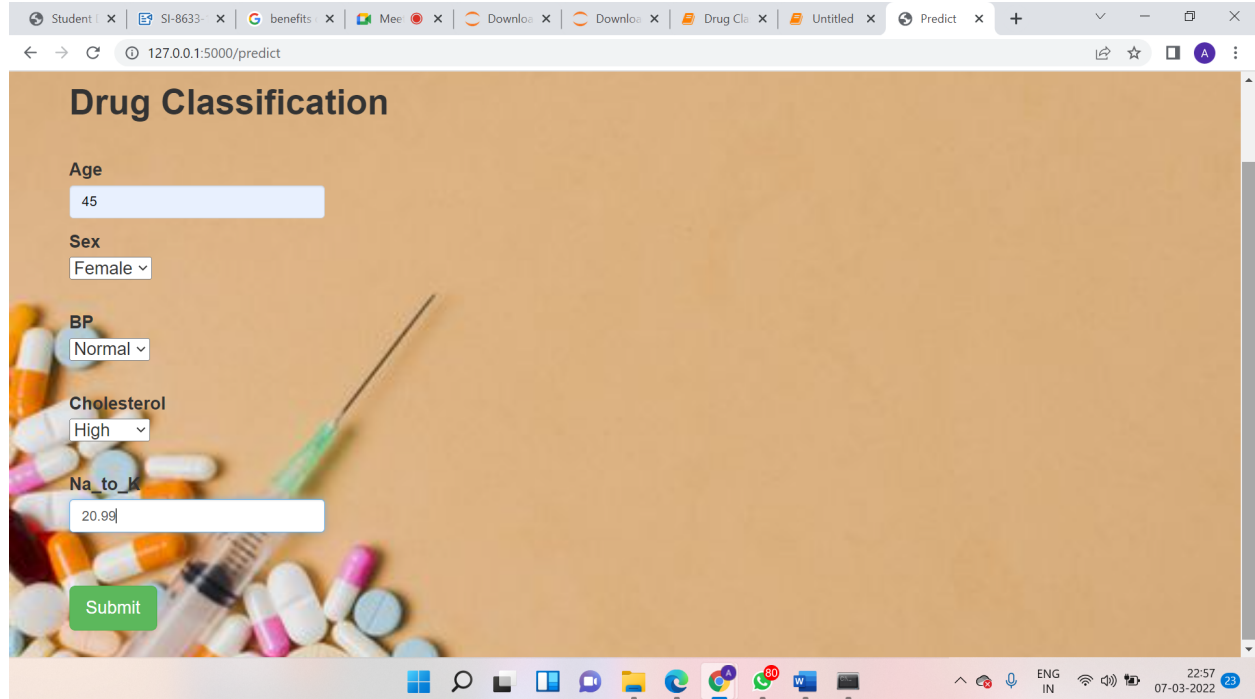 Student
SI-8633-
benefits
Mee
Downloa
Downloa
Drug Cla
Untitled
Predict
127.0.0.1:5000/predict
A
Drug Classification
Age
45
Sex
Female
BP
Normal
Cholesterol
High
Na_to_K
20.99
Submit
A
80
ENG
IN
22:57
07-03-2022
23